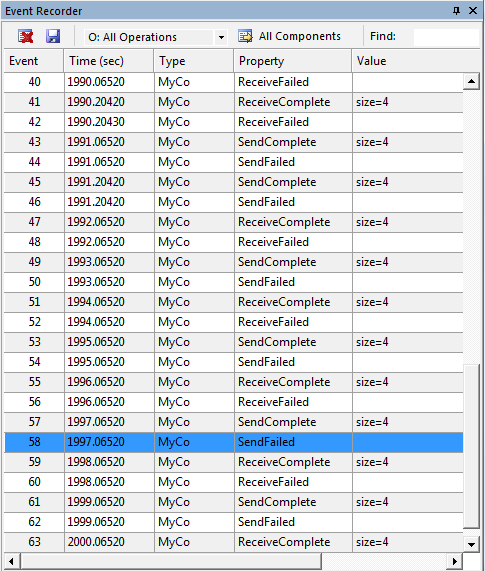 Event Recorder
O: All Operations All Components Find:
Event Time (sec) Type Property Value
40 1990.06520 MyCo ReceiveFailed
41 1990.20420 MyCo ReceiveComplete size=4
42 1990.20430 MyCo ReceiveFailed
43 1991.06520 MyCo SendComplete size=4
44 1991.06520 MyCo SendFailed
45 1991.20420 MyCo SendComplete size=4
46 1991.20420 MyCo SendFailed
47 1992.06520 MyCo ReceiveComplete size=4
48 1992.06520 MyCo ReceiveFailed
49 1993.06520 MyCo SendComplete size=4
50 1993.06520 MyCo SendFailed
51 1994.06520 MyCo ReceiveComplete size=4
52 1994.06520 MyCo ReceiveFailed
53 1995.06520 MyCo SendComplete size=4
54 1995.06520 MyCo SendFailed
55 1996.06520 MyCo ReceiveComplete size=4
56 1996.06520 MyCo ReceiveFailed
57 1997.06520 MyCo SendComplete size=4
58 1997.06520 MyCo SendFailed
59 1998.06520 MyCo ReceiveComplete size=4
60 1998.06520 MyCo ReceiveFailed
61 1999.06520 MyCo SendComplete size=4
62 1999.06520 MyCo SendFailed
63 2000.06520 MyCo ReceiveComplete size=4